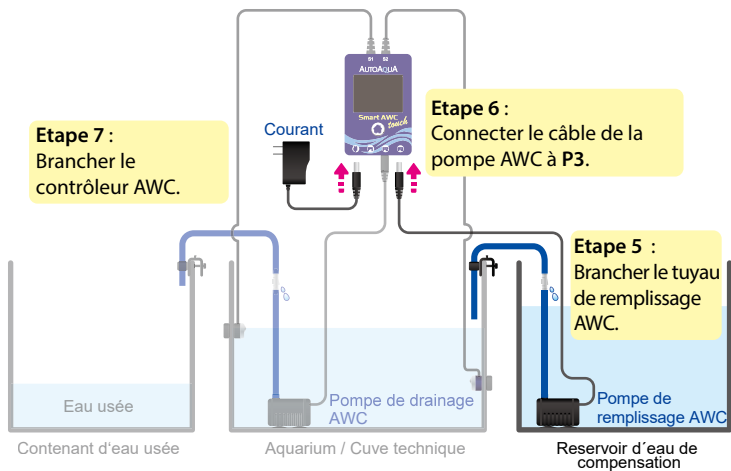 S1 S2
AUTOAQUA
Smart AWC
touch
Courant
Etape 7 :
Brancher le
contrôleur AWC.
Etape 6 :
Connecter le câble de la
pompe AWC à P3.
Etape 5 :
Brancher le tuyau
de remplissage
AWC.
Eau usée
Pompe de drainage
AWC
Pompe de
remplissage AWC
Contenant d'eau usée
Aquarium / Cuve technique
Reservoir d´eau de
compensation